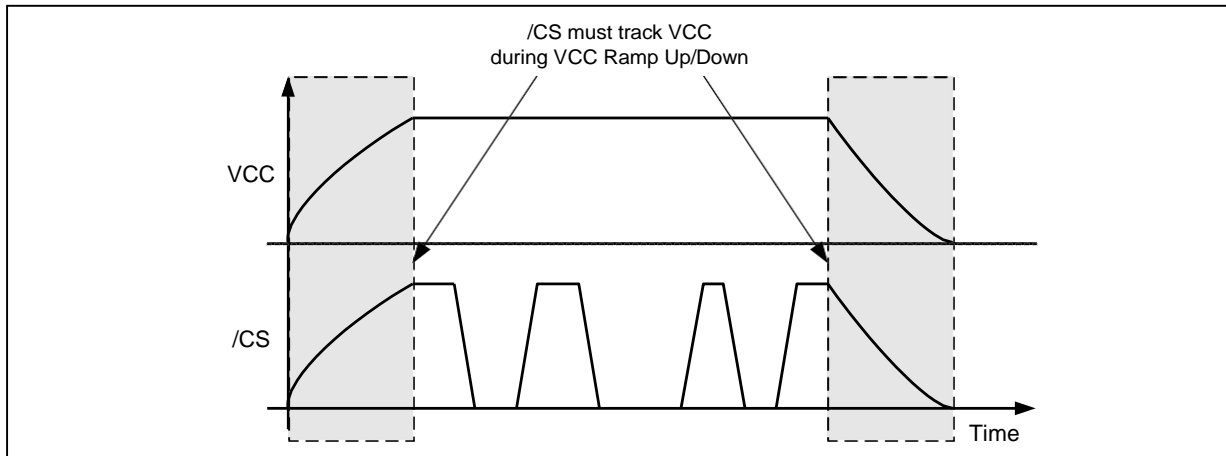 /CS must track VCC
during VCC Ramp Up/Down
VCC
/CS
Time